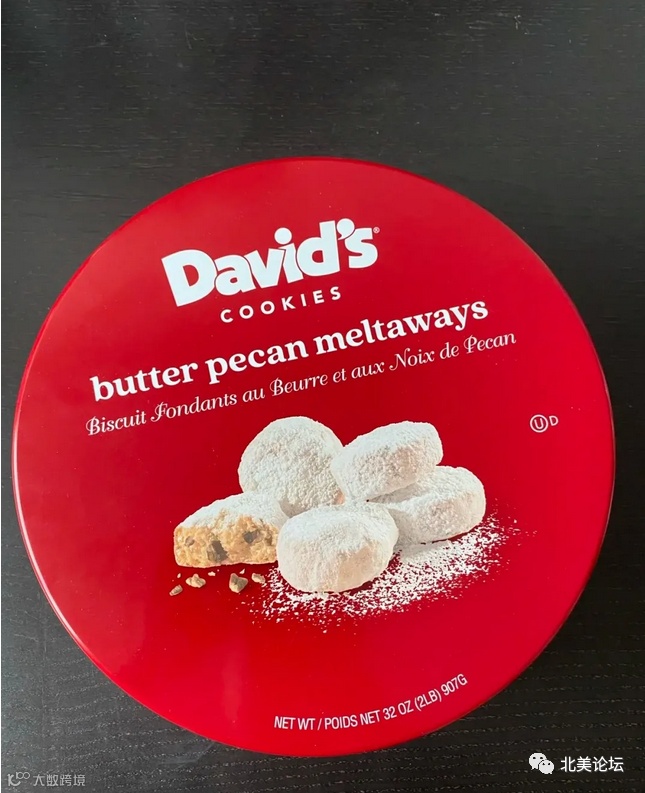 David's®
COOKIES
butter pecan meltaways
Biscuit Fondants au Beurre et aux Noix de Pecan
U D
NET WT / POIDS NET 32 OZ (2LB) 907G
北美论坛
大数跨境